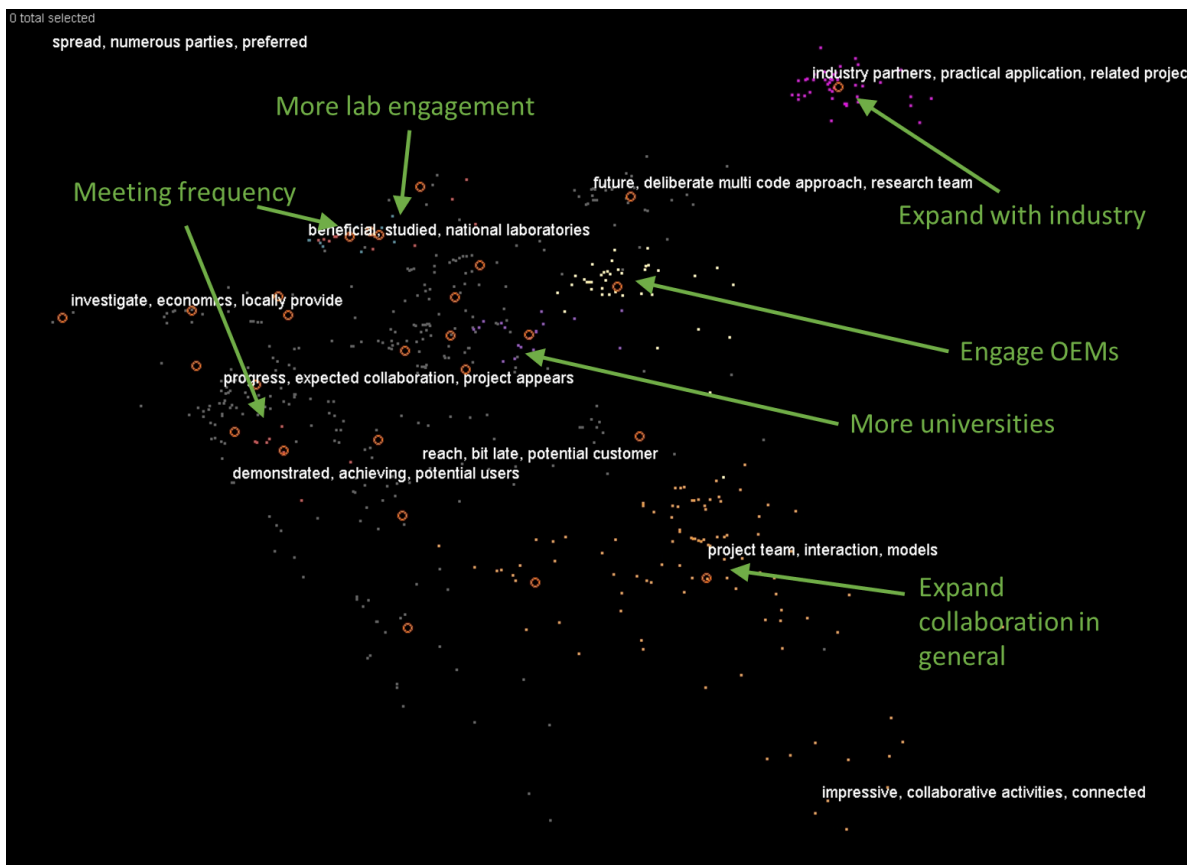 0 total selected
spread, numerous parties, preferred
industry partners, practical application, related projec
More lab engagement
Meeting frequency
future, deliberate multi code approach, research team
Expand with industry
beneficial, studied, national laboratories
investigate, economics, locally provide
Engage OEMs
progress, expected collaboration, project appears
More universities
reach, bit late, potential customer
demonstrated, achieving, potential users
project team, interaction, models
Expand
collaboration in
general
impressive, collaborative activities, connected